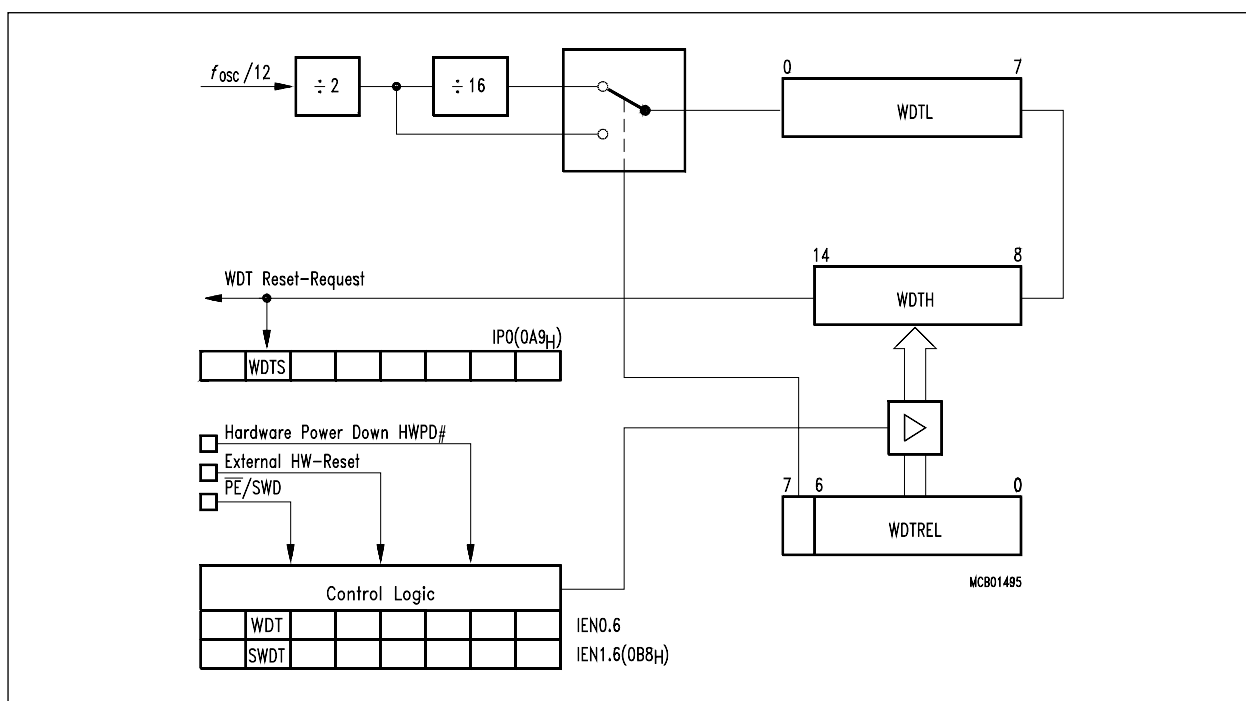 fosc/12
÷ 2
÷ 16
0 7
WDTL
14 8
WDTH
WDT Reset-Request
IP0(0A9H)
WDTS
Hardware Power Down HWPD#
External HW-Reset
PE/SWD
7 6 0
WDTREL
MCB01495
Control Logic
WDT IEN0.6
SWDT IEN1.6(0B8H)